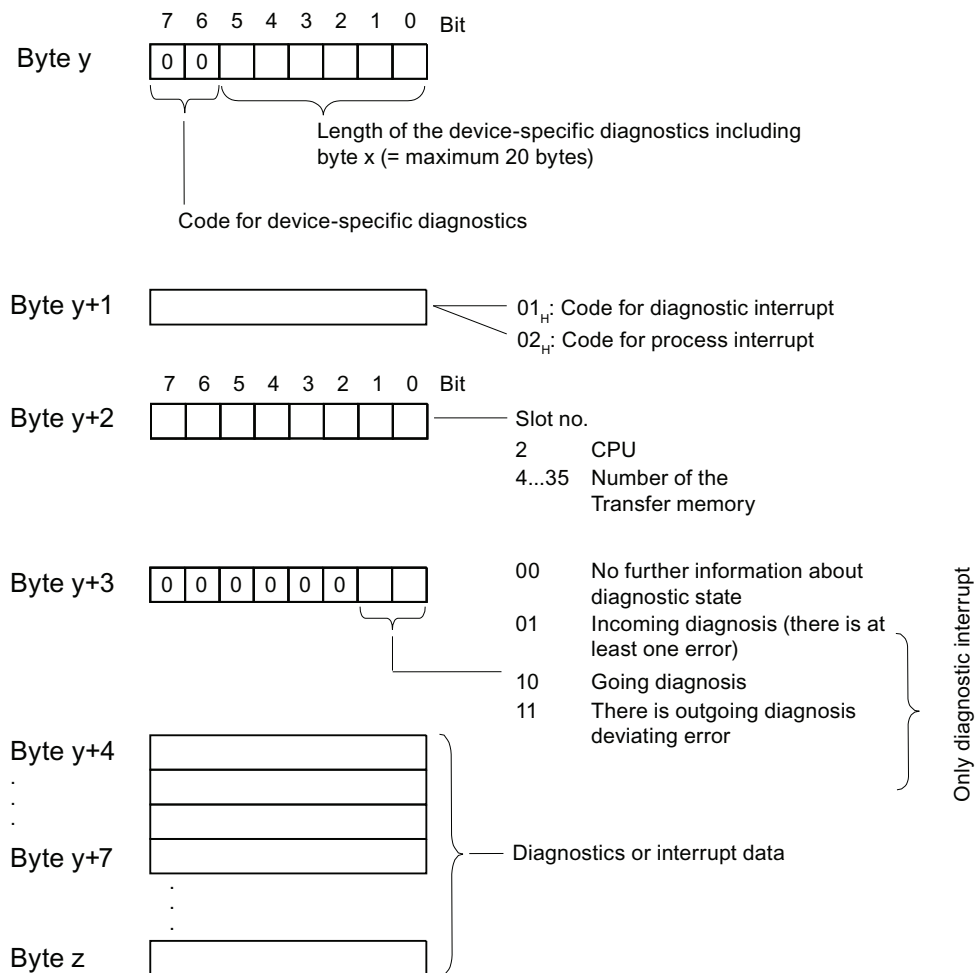 7 6 5 4 3 2 1 0 Bit
Byte y
0 0
Length of the device-specific diagnostics including
byte x (= maximum 20 bytes)
Code for device-specific diagnostics
Byte y+1
01H: Code for diagnostic interrupt
02H: Code for process interrupt
7 6 5 4 3 2 1 0 Bit
Byte y+2
Slot no.
2 CPU
4...35 Number of the
Transfer memory
Byte y+3
0 0 0 0 0 0
00 No further information about
diagnostic state
01 Incoming diagnosis (there is at
least one error)
10 Going diagnosis
11 There is outgoing diagnosis
deviating error
Only diagnostic interrupt
Byte y+4
.
.
.
Byte y+7
Diagnostics or interrupt data
.
.
.
Byte z